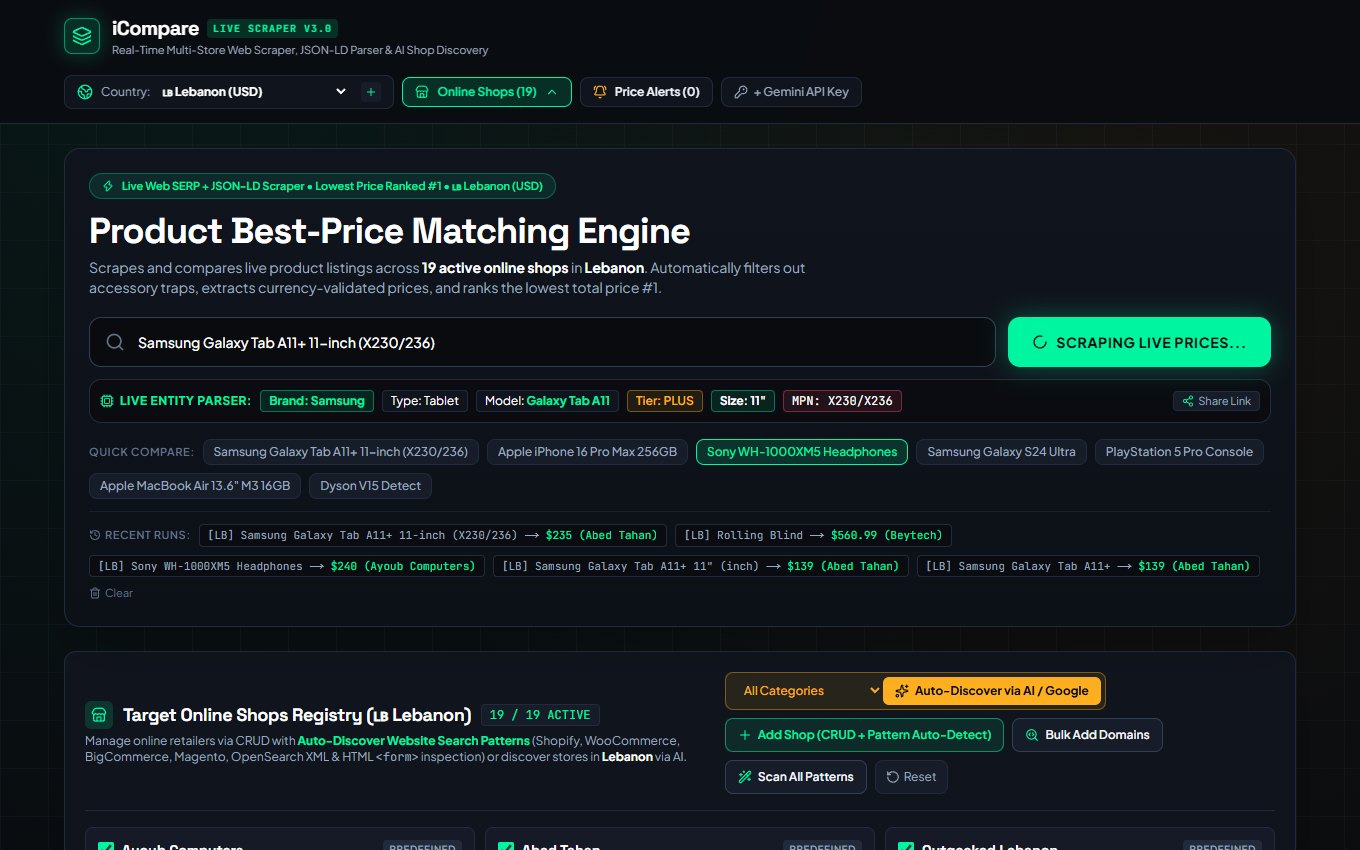 iCompare LIVE SCRAPER V3.0
Real-Time Multi-Store Web Scraper, JSON-LD Parser & AI Shop Discovery
Country: LB Lebanon (USD) + Online Shops (19) Price Alerts (0) + Gemini API Key
Live Web SERP + JSON-LD Scraper • Lowest Price Ranked #1 • LB Lebanon (USD)
Product Best-Price Matching Engine
Scrapes and compares live product listings across 19 active online shops in Lebanon. Automatically filters out
accessory traps, extracts currency-validated prices, and ranks the lowest total price #1.
Samsung Galaxy Tab A11+ 11-inch (X230/236) SCRAPING LIVE PRICES...
LIVE ENTITY PARSER: Brand: Samsung Type: Tablet Model: Galaxy Tab A11 Tier: PLUS Size: 11" MPN: X230/X236 Share Link
QUICK COMPARE: Samsung Galaxy Tab A11+ 11-inch (X230/236) Apple iPhone 16 Pro Max 256GB Sony WH-1000XM5 Headphones Samsung Galaxy S24 Ultra PlayStation 5 Pro Console
Apple MacBook Air 13.6" M3 16GB Dyson V15 Detect
RECENT RUNS: [LB] Samsung Galaxy Tab A11+ 11-inch (X230/236) ⟶ $235 (Abed Tahan) [LB] Rolling Blind ⟶ $560.99 (Beytech)
[LB] Sony WH-1000XM5 Headphones ⟶ $240 (Ayoub Computers) [LB] Samsung Galaxy Tab A11+ 11" (inch) ⟶ $139 (Abed Tahan) [LB] Samsung Galaxy Tab A11+ ⟶ $139 (Abed Tahan)
Clear
All Categories Auto-Discover via AI / Google
Target Online Shops Registry (LB Lebanon) 19 / 19 ACTIVE
Manage online retailers via CRUD with Auto-Discover Website Search Patterns (Shopify, WooCommerce,
BigCommerce, Magento, OpenSearch XML & HTML <form> inspection) or discover stores in Lebanon via AI.
+ Add Shop (CRUD + Pattern Auto-Detect) Bulk Add Domains
Scan All Patterns Reset
Ayoub Computers PREDEFINED Abed Tahan PREDEFINED Outgeeked Lebanon PREDEFINED